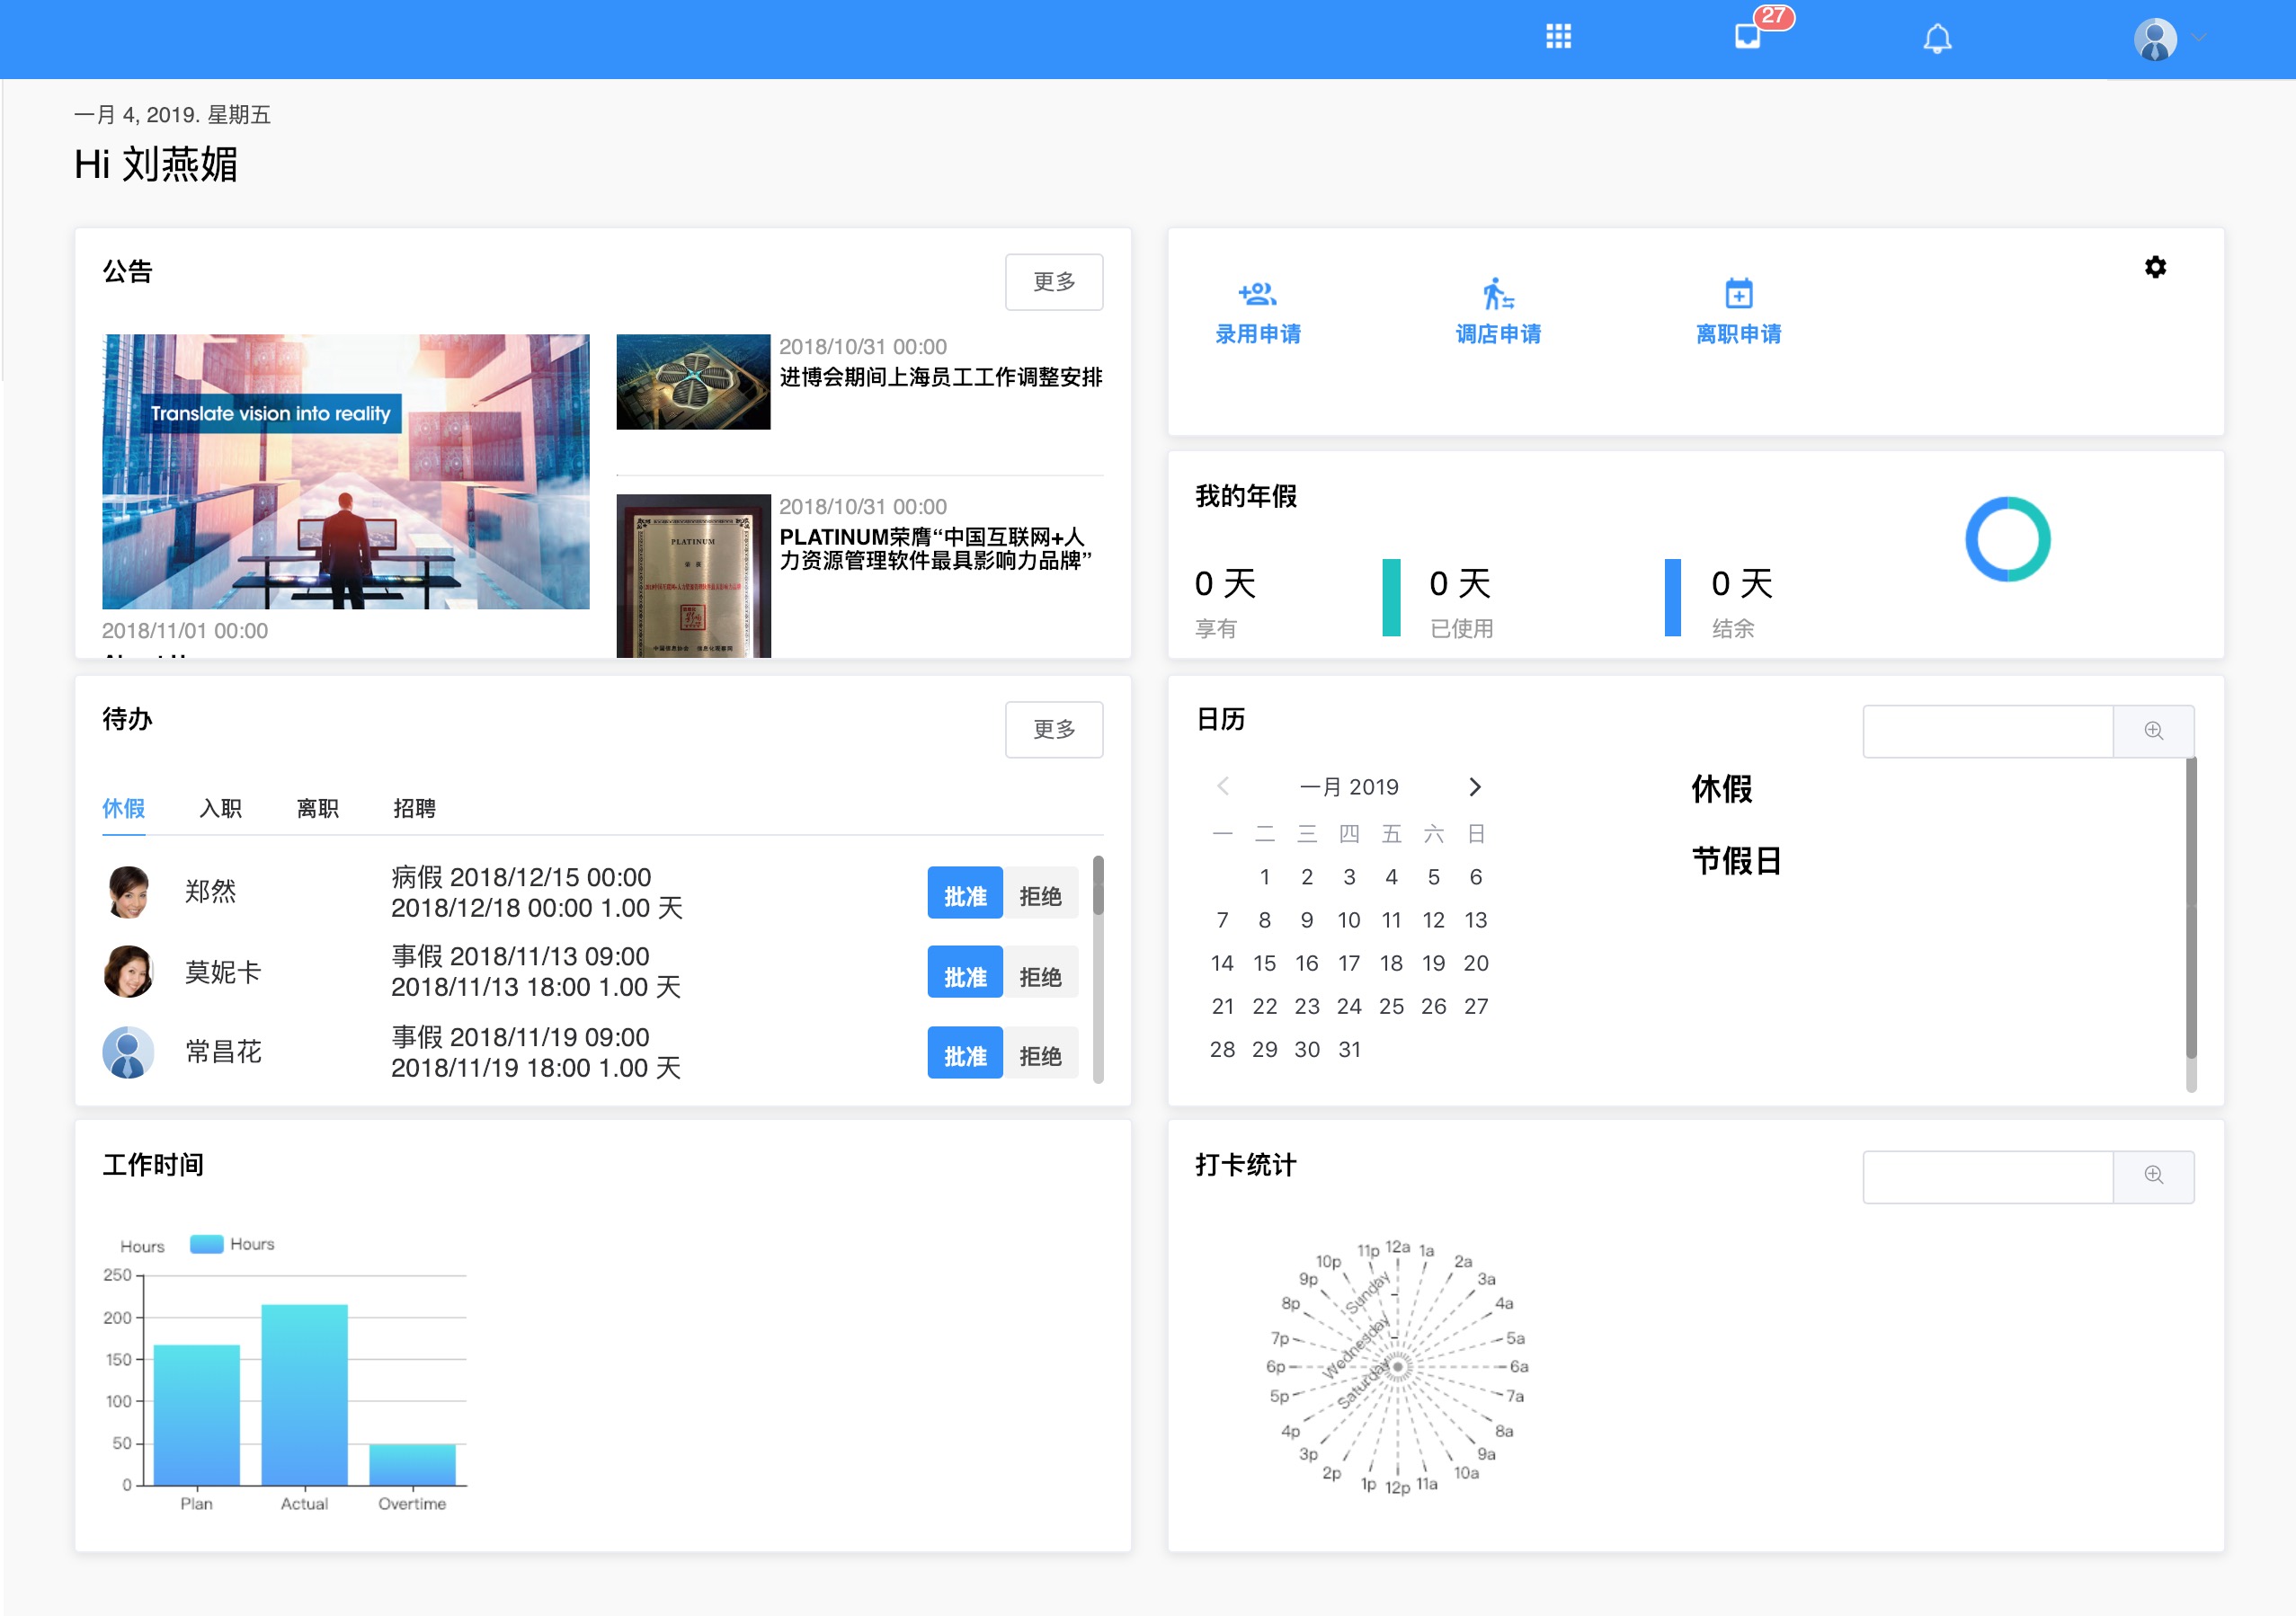 27
一月 4, 2019. 星期五
Hi 刘燕媚
公告
更多
Translate vision into reality
2018/11/01 00:00
2018/10/31 00:00
进博会期间上海员工工作调整安排
PLATINUM
2018/10/31 00:00
PLATINUM荣膺“中国互联网+人
力资源管理软件最具影响力品牌”
录用申请
调店申请
离职申请
我的年假
0 天
享有
0 天
已使用
0 天
结余
待办
更多
休假 入职 离职 招聘
郑然
病假 2018/12/15 00:00
2018/12/18 00:00 1.00 天
批准 拒绝
莫妮卡
事假 2018/11/13 09:00
2018/11/13 18:00 1.00 天
批准 拒绝
常昌花
事假 2018/11/19 09:00
2018/11/19 18:00 1.00 天
批准 拒绝
日历
一月 2019
一 二 三 四 五 六 日
1 2 3 4 5 6
7 8 9 10 11 12 13
14 15 16 17 18 19 20
21 22 23 24 25 26 27
28 29 30 31
休假
节假日
工作时间
Hours
Hours
250
200
150
100
50
0
Plan Actual Overtime
打卡统计
12a
1a
2a
3a
4a
5a
6a
7a
8a
9a
10a
11a
12p
1p
2p
3p
4p
5p
6p
7p
8p
9p
10p
11p
Sunday
Wednesday
Saturday